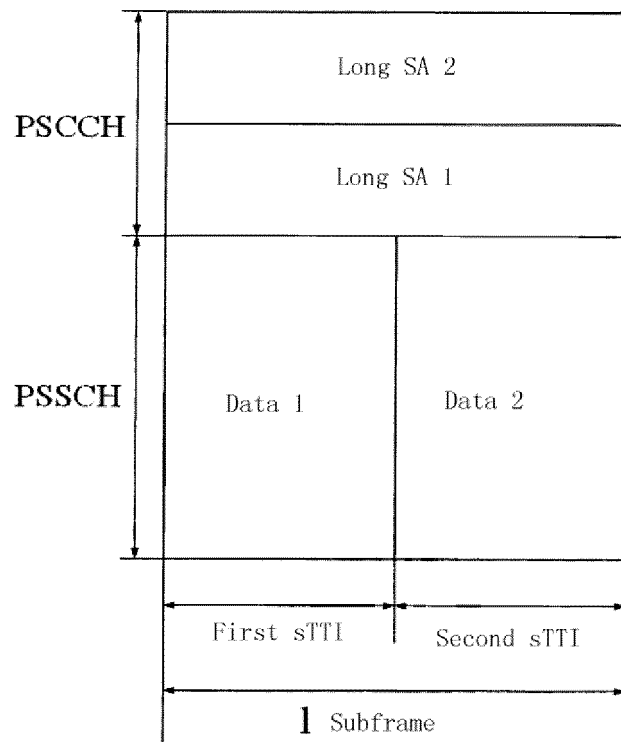 Long SA 2
PSCCH
Long SA 1
PSSCH
Data 1
Data 2
First sTTI
Second sTTI
1 Subframe